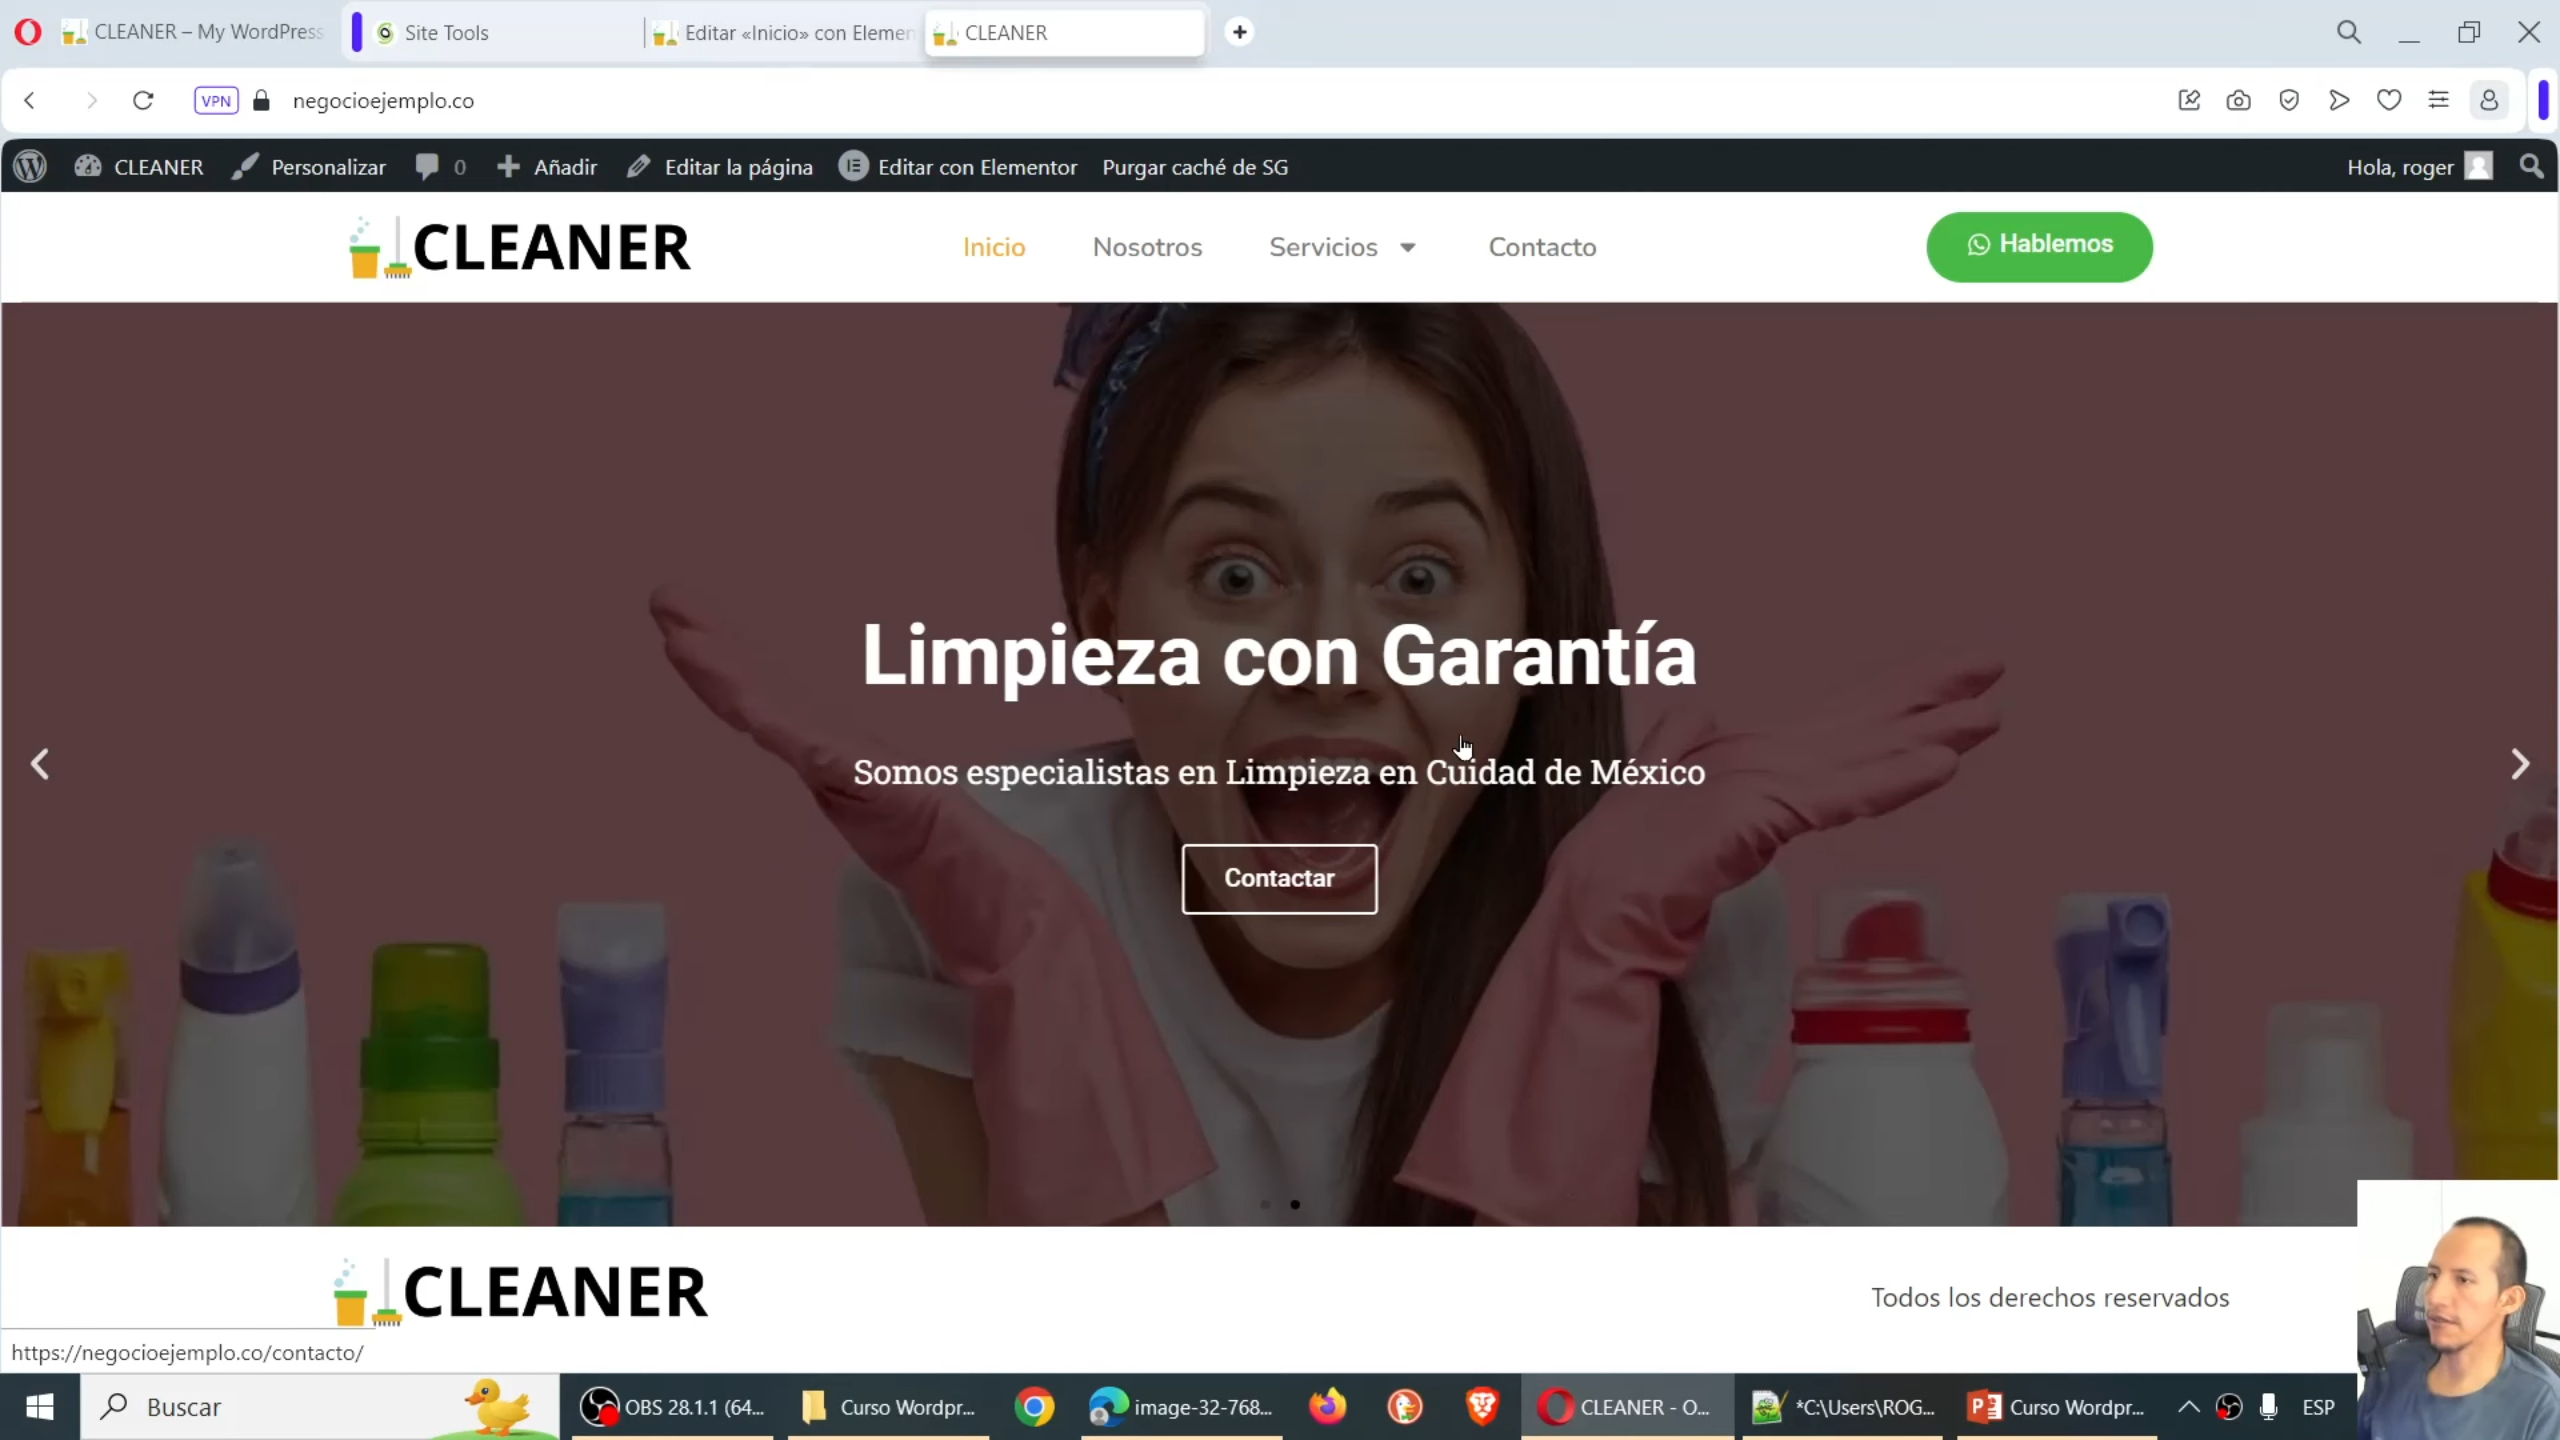 CLEANER – My WordPress
Site Tools
Editar «Inicio» con Elemen
CLEANER
VPN
negocioejemplo.co
CLEANER
Personalizar
0
Añadir
Editar la página
Editar con Elementor
Purgar caché de SG
Hola, roger
CLEANER
Inicio
Nosotros
Servicios
Contacto
Hablemos
Limpieza con Garantía
Somos especialistas en Limpieza en Cuidad de México
Contactar
CLEANER
Todos los derechos reservados
https://negocioejemplo.co/contacto/
Buscar
OBS 28.1.1 (64...
Curso Wordpr...
image-32-768...
CLEANER - O...
*C:\Users\ROG...
Curso Wordpr...
ESP